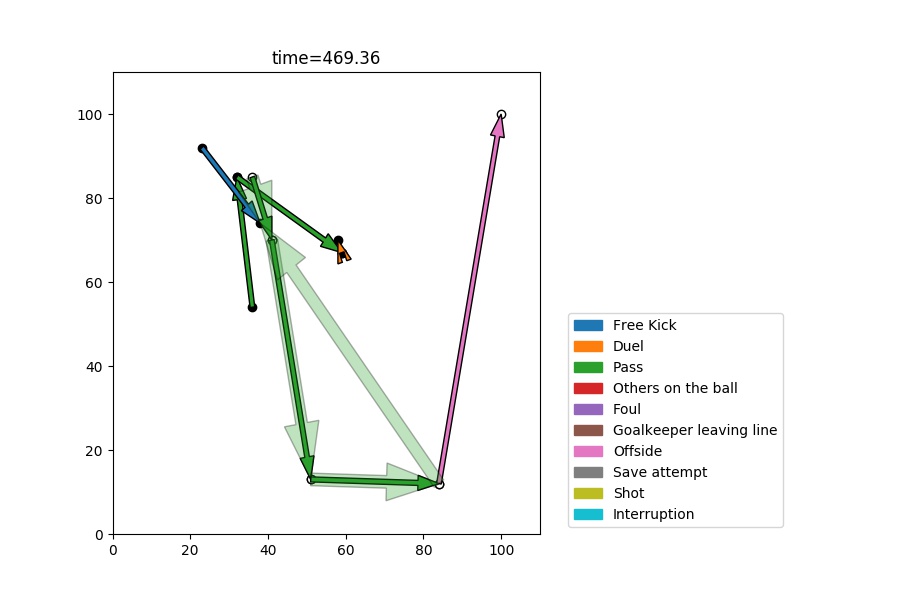 time=469.36
100
80
60
40
20
0
0 20 40 60 80 100
Free Kick
Duel
Pass
Others on the ball
Foul
Goalkeeper leaving line
Offside
Save attempt
Shot
Interruption